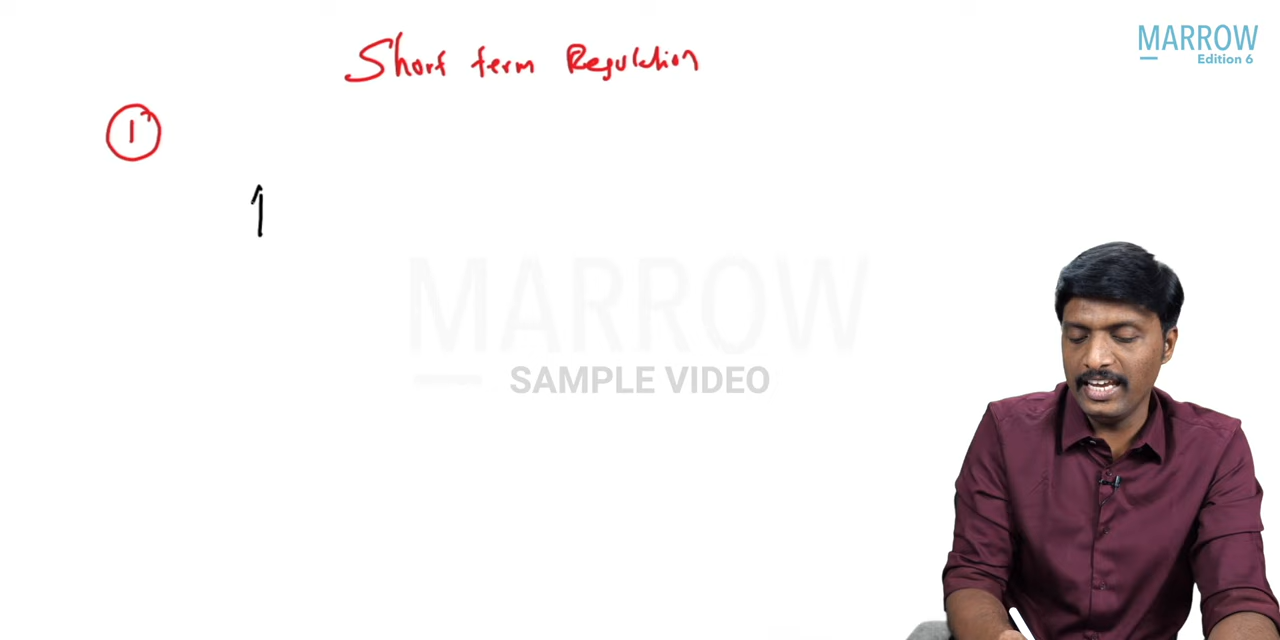 MARROW
Edition 6
Short term Regulation
1
↑
MARROW
SAMPLE VIDEO